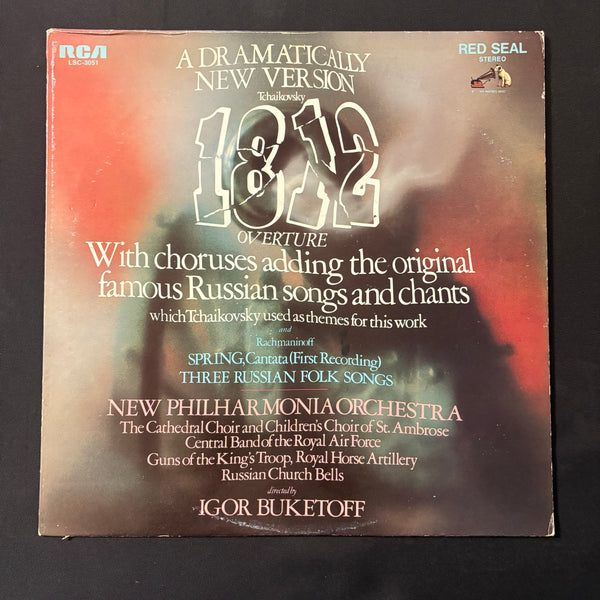 RCA
LSC-3051
RED SEAL
STEREO
A DRAMATICALLY
NEW VERSION
Tchaikovsky
1812
OVERTURE
With choruses adding the original
famous Russian songs and chants
which Tchaikovsky used as themes for this work
and
Rachmaninoff
SPRING, Cantata (First Recording)
THREE RUSSIAN FOLK SONGS
NEW PHILHARMONIA ORCHESTRA
The Cathedral Choir and Children's Choir of St. Ambrose
Central Band of the Royal Air Force
Guns of the King's Troop, Royal Horse Artillery
Russian Church Bells
directed by
IGOR BUKETOFF